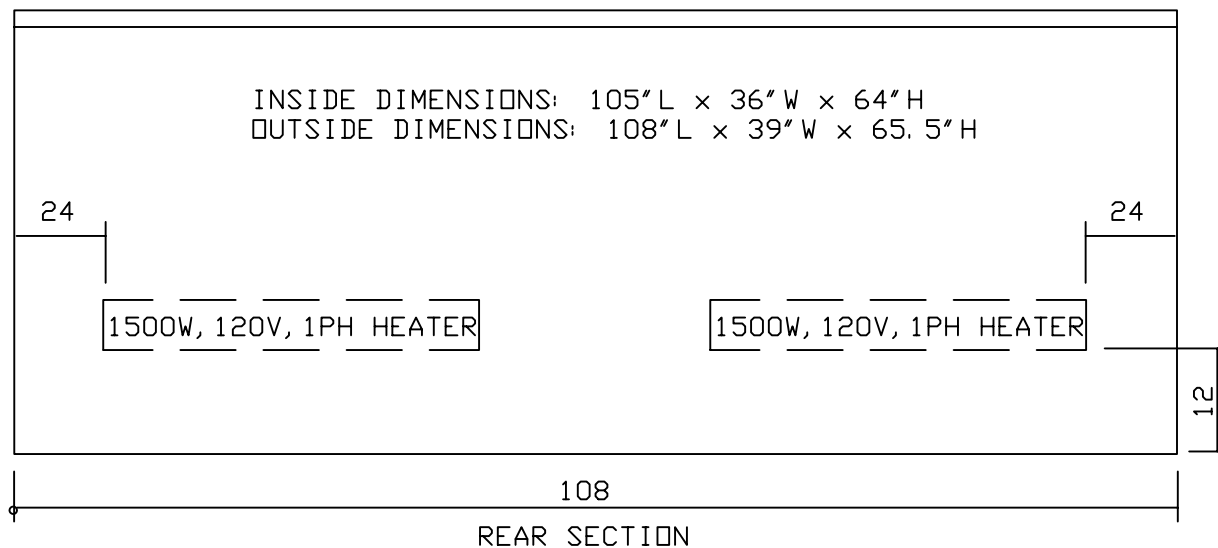 INSIDE DIMENSIONS: 105"L x 36"W x 64"H
OUTSIDE DIMENSIONS: 108"L x 39"W x 65.5"H
24
24
1500W, 120V, 1PH HEATER
1500W, 120V, 1PH HEATER
12
108
REAR SECTION